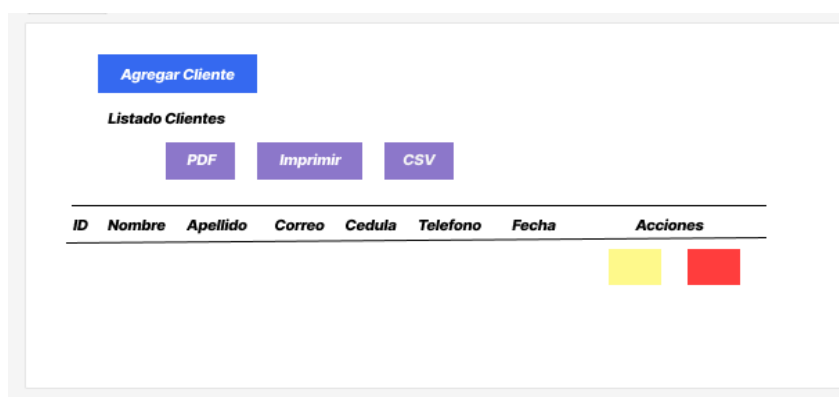 Agregar Cliente
Listado Clientes
PDF Imprimir CSV
ID Nombre Apellido Correo Cedula Telefono Fecha Acciones